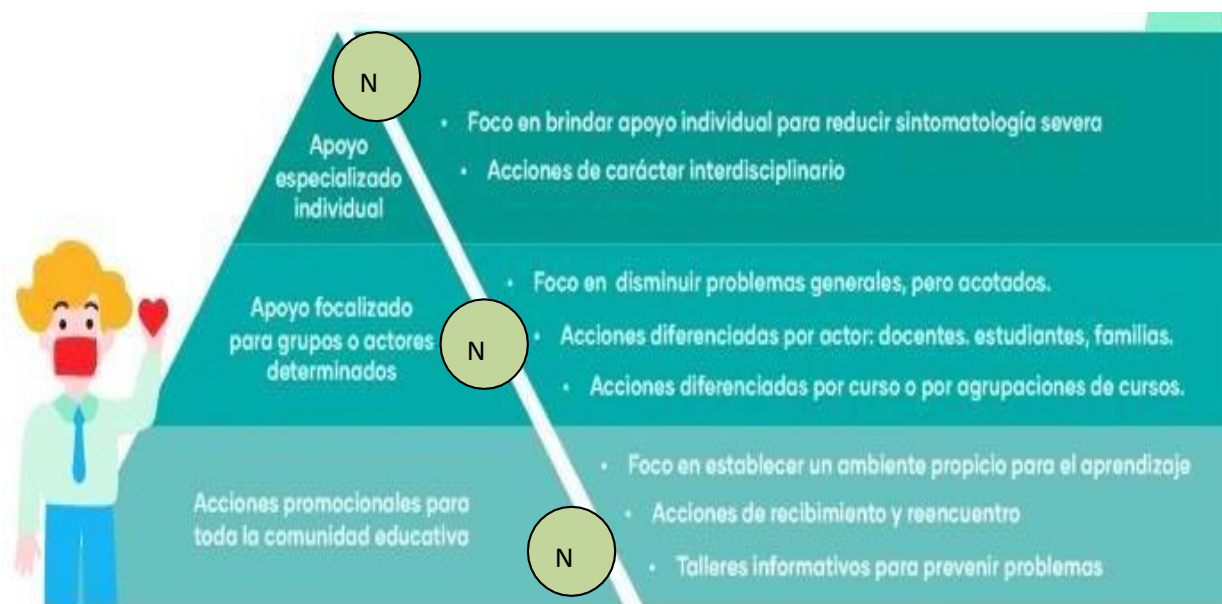 N
Apoyo
especializado
individual
• Foco en brindar apoyo individual para reducir sintomatología severa
• Acciones de carácter interdisciplinario
Apoyo focalizado
para grupos o actores
determinados
N
• Foco en disminuir problemas generales, pero acotados.
• Acciones diferenciadas por actor: docentes. estudiantes, familias.
• Acciones diferenciadas por curso o por agrupaciones de cursos.
Acciones promocionales para
toda la comunidad educativa
N
• Foco en establecer un ambiente propicio para el aprendizaje
• Acciones de recibimiento y reencuentro
• Talleres informativos para prevenir problemas